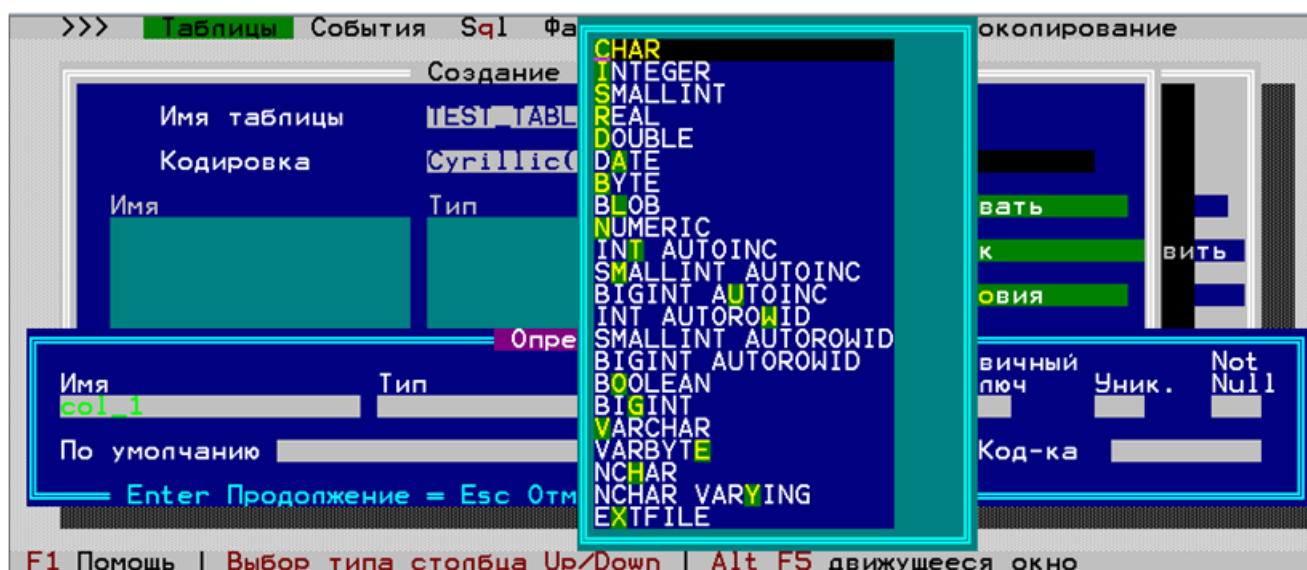 >>> Таблицы События Sql Фа околирование
Создание
Имя таблицы TEST_TABL
Кодировка Cyrillic(
Имя Тип
вать
к вить
овия
CHAR
INTEGER
SMALLINT
REAL
DOUBLE
DATE
BYTE
BLOB
NUMERIC
INT AUTOINC
SMALLINT AUTOINC
BIGINT AUTOINC
INT AUTOROWID
SMALLINT AUTOROWID
BIGINT AUTOROWID
BOOLEAN
BIGINT
VARCHAR
VARBYTE
NCHAR
NCHAR VARYING
EXTFILE
Опре
вичный Not
Имя Тип люч Уник. Null
col_1
По умолчанию Код-ка
Enter Продолжение = Esc Отм
F1 Помощь | Выбор типа столбца Up/Down | Alt F5 движущееся окно